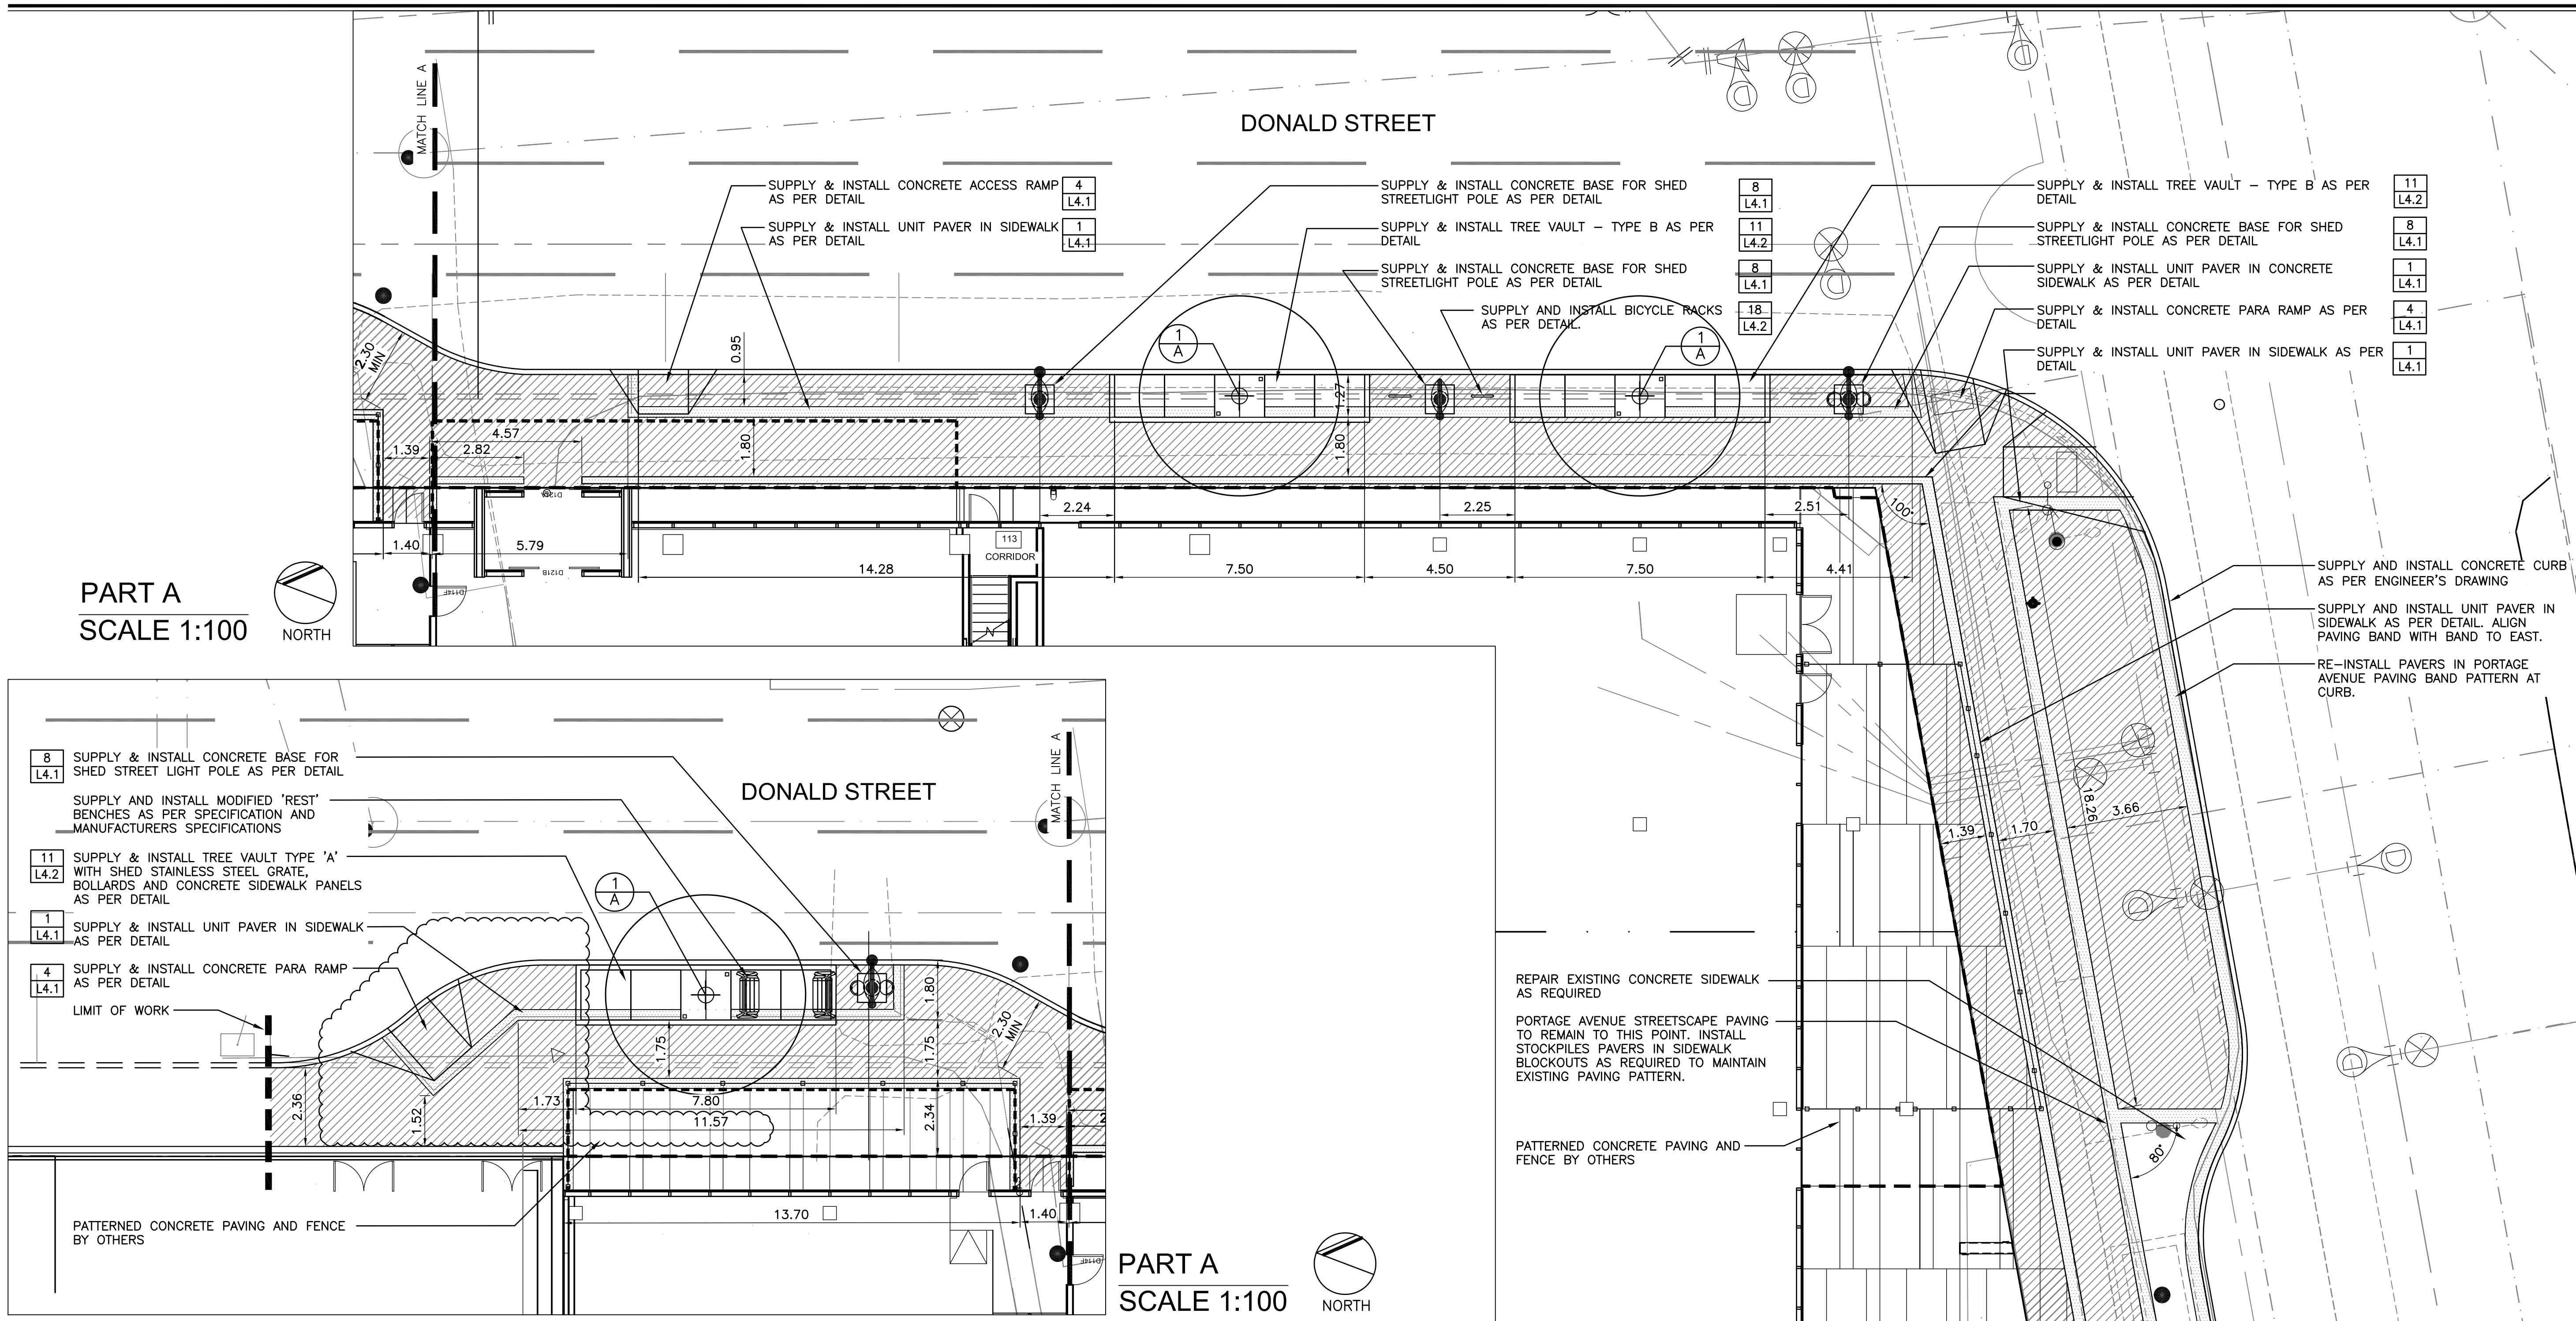 MATCH LINE A
DONALD STREET
SUPPLY & INSTALL CONCRETE ACCESS RAMP
AS PER DETAIL
4
L4.1
SUPPLY & INSTALL UNIT PAVER IN SIDEWALK
AS PER DETAIL
1
L4.1
SUPPLY & INSTALL CONCRETE BASE FOR SHED
STREETLIGHT POLE AS PER DETAIL
8
L4.1
SUPPLY & INSTALL TREE VAULT – TYPE B AS PER
DETAIL
11
L4.2
SUPPLY & INSTALL CONCRETE BASE FOR SHED
STREETLIGHT POLE AS PER DETAIL
8
L4.1
SUPPLY AND INSTALL BICYCLE RACKS
AS PER DETAIL.
18
L4.2
SUPPLY & INSTALL TREE VAULT – TYPE B AS PER
DETAIL
11
L4.2
SUPPLY & INSTALL CONCRETE BASE FOR SHED
STREETLIGHT POLE AS PER DETAIL
8
L4.1
SUPPLY & INSTALL UNIT PAVER IN CONCRETE
SIDEWALK AS PER DETAIL
1
L4.1
SUPPLY & INSTALL CONCRETE PARA RAMP AS PER
DETAIL
4
L4.1
SUPPLY & INSTALL UNIT PAVER IN SIDEWALK AS PER
DETAIL
1
L4.1
2.30
MIN
0.95
1
A
1
A
1.27
1.39
4.57
2.82
1.80
1.80
D121A
2.24
2.25
2.51
100°
1.40
5.79
D121B
113
CORRIDOR
14.28
7.50
4.50
7.50
4.41
D114F
N
PART A
SCALE 1:100
NORTH
SUPPLY AND INSTALL CONCRETE CURB
AS PER ENGINEER'S DRAWING
SUPPLY AND INSTALL UNIT PAVER IN
SIDEWALK AS PER DETAIL. ALIGN
PAVING BAND WITH BAND TO EAST.
RE–INSTALL PAVERS IN PORTAGE
AVENUE PAVING BAND PATTERN AT
CURB.
1.39
1.70
18.26
3.66
D
D
D
D
D
D
D
REPAIR EXISTING CONCRETE SIDEWALK
AS REQUIRED
PORTAGE AVENUE STREETSCAPE PAVING
TO REMAIN TO THIS POINT. INSTALL
STOCKPILES PAVERS IN SIDEWALK
BLOCKOUTS AS REQUIRED TO MAINTAIN
EXISTING PAVING PATTERN.
PATTERNED CONCRETE PAVING AND
FENCE BY OTHERS
80°
8
L4.1
SUPPLY & INSTALL CONCRETE BASE FOR
SHED STREET LIGHT POLE AS PER DETAIL
SUPPLY AND INSTALL MODIFIED 'REST'
BENCHES AS PER SPECIFICATION AND
MANUFACTURERS SPECIFICATIONS
11
L4.2
SUPPLY & INSTALL TREE VAULT TYPE 'A'
WITH SHED STAINLESS STEEL GRATE,
BOLLARDS AND CONCRETE SIDEWALK PANELS
AS PER DETAIL
1
L4.1
SUPPLY & INSTALL UNIT PAVER IN SIDEWALK
AS PER DETAIL
4
L4.1
SUPPLY & INSTALL CONCRETE PARA RAMP
AS PER DETAIL
LIMIT OF WORK
DONALD STREET
MATCH LINE A
1
A
1.80
2.30
MIN
1.75
1.75
2.36
1.52
1.73
7.80
11.57
2.34
1.39
2
13.70
1.40
D114F
PATTERNED CONCRETE PAVING AND FENCE
BY OTHERS
PART A
SCALE 1:100
NORTH